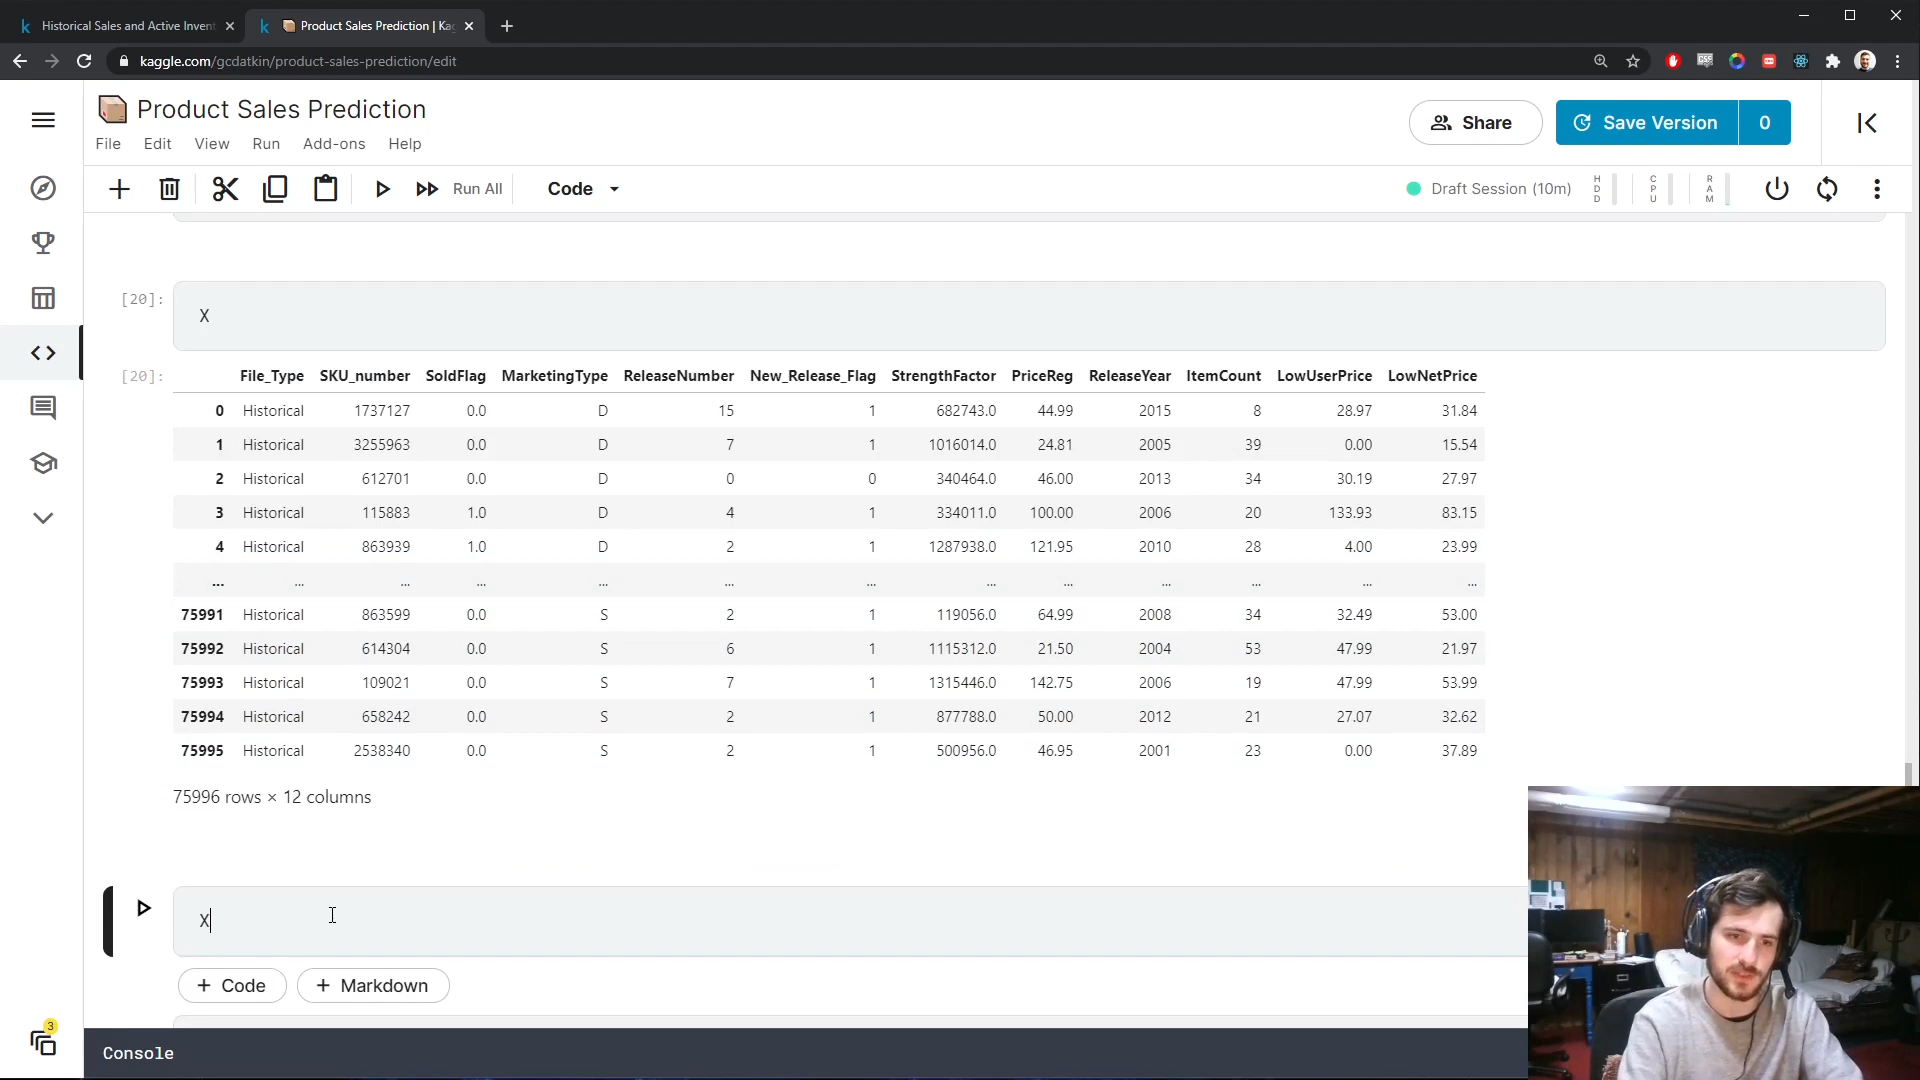 Historical Sales and Active Invent
Product Sales Prediction | Kag
kaggle.com/gcdatkin/product-sales-prediction/edit
Product Sales Prediction
File Edit View Run Add-ons Help
Share
Save Version 0
Run All
Code
Draft Session (10m)
HDD
CPU
RAM
[20]:
X
[20]:
File_Type SKU_number SoldFlag MarketingType ReleaseNumber New_Release_Flag StrengthFactor PriceReg ReleaseYear ItemCount LowUserPrice LowNetPrice
0 Historical 1737127 0.0 D 15 1 682743.0 44.99 2015 8 28.97 31.84
1 Historical 3255963 0.0 D 7 1 1016014.0 24.81 2005 39 0.00 15.54
2 Historical 612701 0.0 D 0 0 340464.0 46.00 2013 34 30.19 27.97
3 Historical 115883 1.0 D 4 1 334011.0 100.00 2006 20 133.93 83.15
4 Historical 863939 1.0 D 2 1 1287938.0 121.95 2010 28 4.00 23.99
... ... ... ... ... ... ... ... ... ... ... ... ...
75991 Historical 863599 0.0 S 2 1 119056.0 64.99 2008 34 32.49 53.00
75992 Historical 614304 0.0 S 6 1 1115312.0 21.50 2004 53 47.99 21.97
75993 Historical 109021 0.0 S 7 1 1315446.0 142.75 2006 19 47.99 53.99
75994 Historical 658242 0.0 S 2 1 877788.0 50.00 2012 21 27.07 32.62
75995 Historical 2538340 0.0 S 2 1 500956.0 46.95 2001 23 0.00 37.89
75996 rows × 12 columns
X
+ Code + Markdown
3
Console